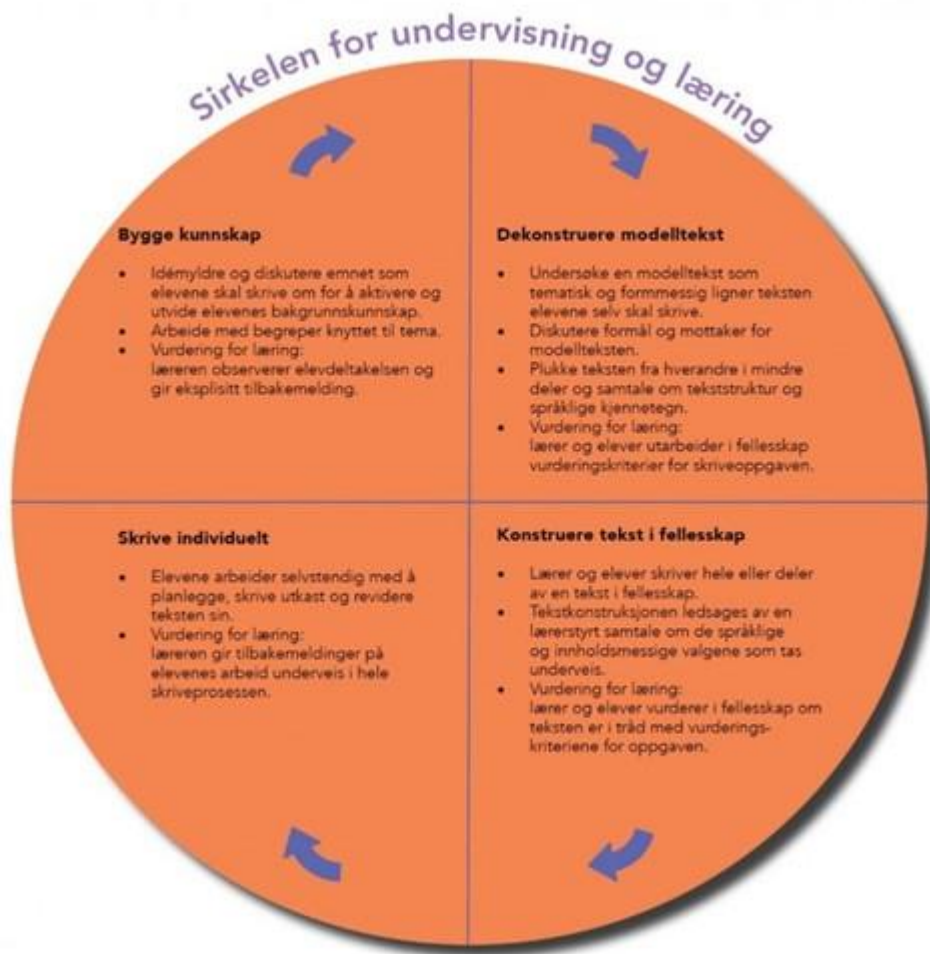 Sirkelen for undervisning og læring
Bygge kunnskap
• Idémyldre og diskutere emnet som
elevene skal skrive om for å aktivere og
utvide elevenes bakgrunnskunnskap.
• Arbeide med begreper knyttet til tema.
• Vurdering for læring:
læreren observerer elevdeltakelsen og
gir eksplisitt tilbakemelding.
Dekonstruere modelltekst
• Undersøke en modelltekst som
tematisk og formmessig ligner teksten
elevene selv skal skrive.
• Diskutere formål og mottaker for
modellteksten.
• Plukke teksten fra hverandre i mindre
deler og samtale om tekststruktur og
språklige kjennetegn.
• Vurdering for læring:
lærer og elever utarbeider i fellesskap
vurderingskriterier for skriveoppgaven.
Konstruere tekst i fellesskap
• Lærer og elever skriver hele eller deler
av en tekst i fellesskap.
• Tekstkonstruksjonen ledsages av en
lærerstyrt samtale om de språklige
og innholdsmessige valgene som tas
underveis.
• Vurdering for læring:
lærer og elever vurderer i fellesskap om
teksten er i tråd med vurderings-
kriteriene for oppgaven.
Skrive individuelt
• Elevene arbeider selvstendig med å
planlegge, skrive utkast og revidere
teksten sin.
• Vurdering for læring:
læreren gir tilbakemeldinger på
elevenes arbeid underveis i hele
skriveprosessen.